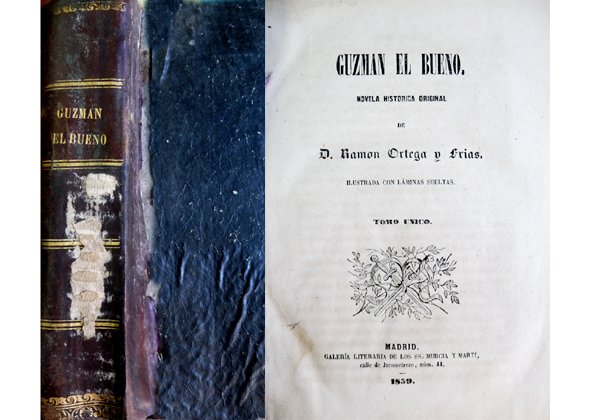 GUZMAN
EL BUENO
GUZMAN EL BUENO.
NOVELA HISTORICA ORIGINAL
DE
D. Ramon Ortega y Frias.
ILUSTRADA CON LÁMINAS SUELTAS.
TOMO UNICO.
MADRID.
GALERÍA LITERARIA DE LOS SS. MURCIA Y MARTI,
calle de Jacometrezo, núm. 44,
1859.